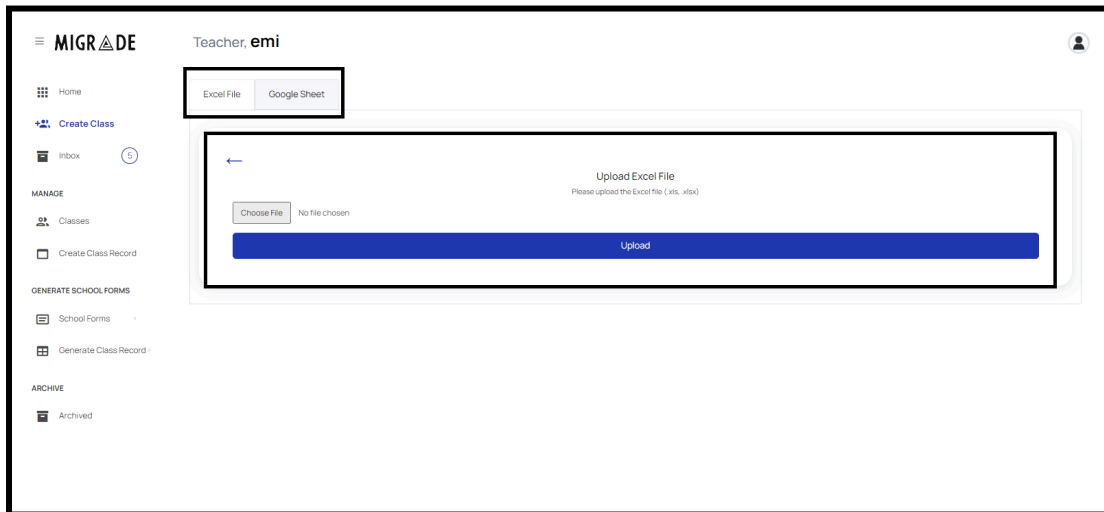 MIGRADE
Teacher, emi
Home
Create Class
Inbox 5
MANAGE
Classes
Create Class Record
GENERATE SCHOOL FORMS
School Forms
Generate Class Record
ARCHIVE
Archived
Excel File Google Sheet
Upload Excel File
Please upload the Excel file (.xls, .xlsx)
Choose File No file chosen
Upload